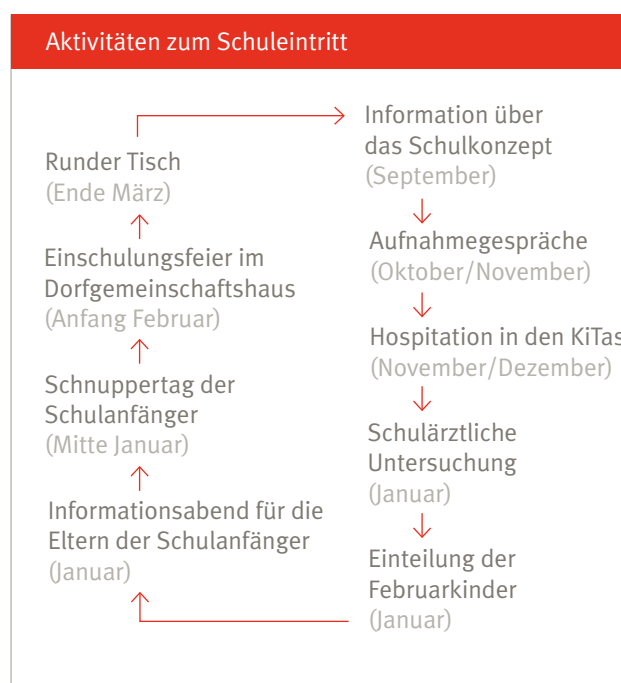 Aktivitäten zum Schuleintritt
Information über
das Schulkonzept
(September)
Aufnahmegespräche
(Oktober/November)
Hospitation in den KiTas
(November/Dezember)
Schulärztliche
Untersuchung
(Januar)
Einteilung der
Februarkinder
(Januar)
Informationsabend für die
Eltern der Schulanfänger
(Januar)
Schnuppertag der
Schulanfänger
(Mitte Januar)
Einschulungsfeier im
Dorfgemeinschaftshaus
(Anfang Februar)
Runder Tisch
(Ende März)